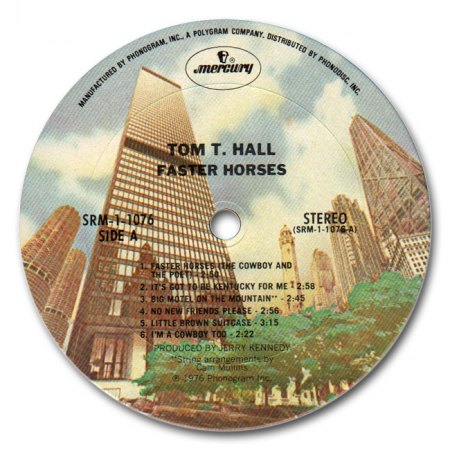 MANUFACTURED BY PHONOGRAM, INC., A POLYGRAM COMPANY. DISTRIBUTED BY PHONODISC, INC.
mercury
TOM T. HALL
FASTER HORSES
SRM-1-1076
SIDE A
STEREO
(SRM-1-1076-A)
1. FASTER HORSES (THE COWBOY AND
THE POET) - 2:50
2. IT'S GOT TO BE KENTUCKY FOR ME - 2:58
3. BIG MOTEL ON THE MOUNTAIN** - 2:45
4. NO NEW FRIENDS PLEASE - 2:56
5. LITTLE BROWN SUITCASE - 3:15
6. I'M A COWBOY TOO - 2:22
PRODUCED BY JERRY KENNEDY
**String arrangements by
Cam Mullins
℗ 1976 Phonogram Inc.